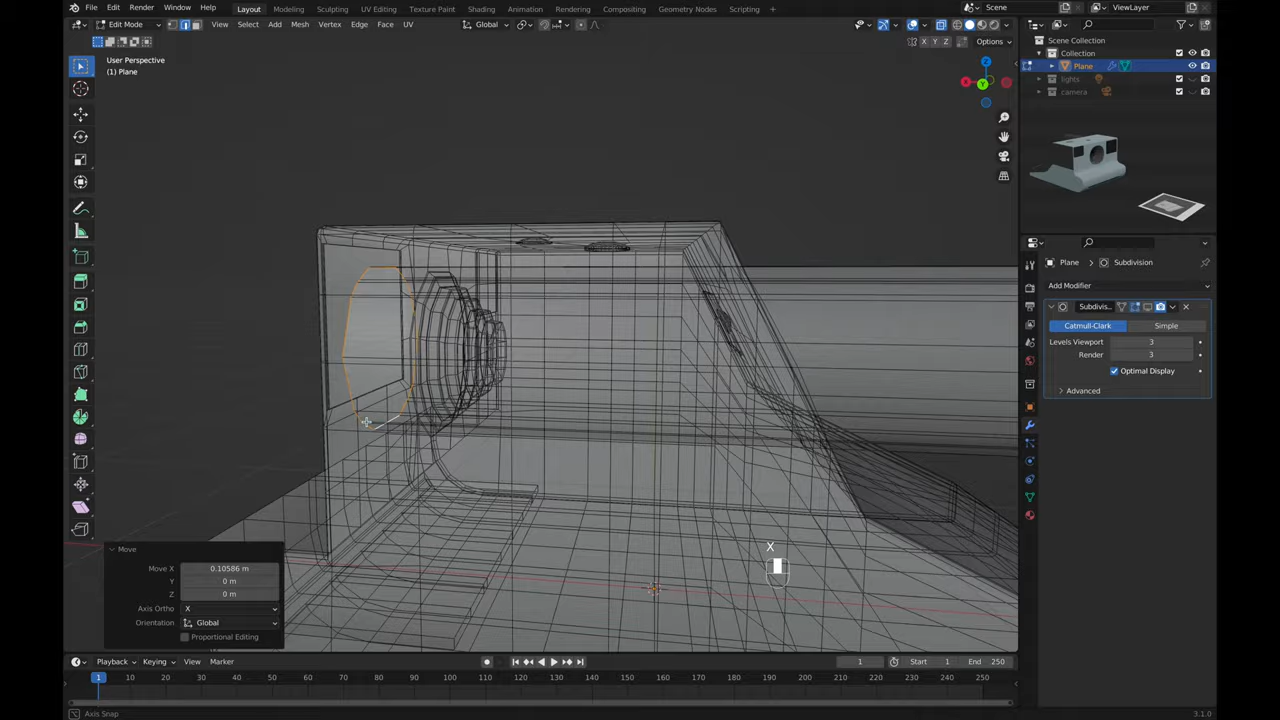 File Edit Render Window Help Layout Modeling Sculpting UV Editing Texture Paint Shading Animation Rendering Compositing Geometry Nodes Scripting + Scene ViewLayer
Edit Mode View Select Add Mesh Vertex Edge Face UV Global
X Y Z Options
User Perspective
(1) Plane
Scene Collection
Collection
Plane
lights
camera
X
Y
Z
Plane Subdivision
Add Modifier
Subdivis..
Catmull-Clark Simple
Levels Viewport 3
Render 3
Optimal Display
Advanced
X
Move
Move X 0.10586 m
Y 0 m
Z 0 m
Axis Ortho X
Orientation Global
Proportional Editing
Playback Keying View Marker 1 Start 1 End 250
1 10 20 30 40 50 60 70 80 90 100 110 120 130 140 150 160 170 180 190 200 210 220 230 240 250
Axis Snap 3.1.0